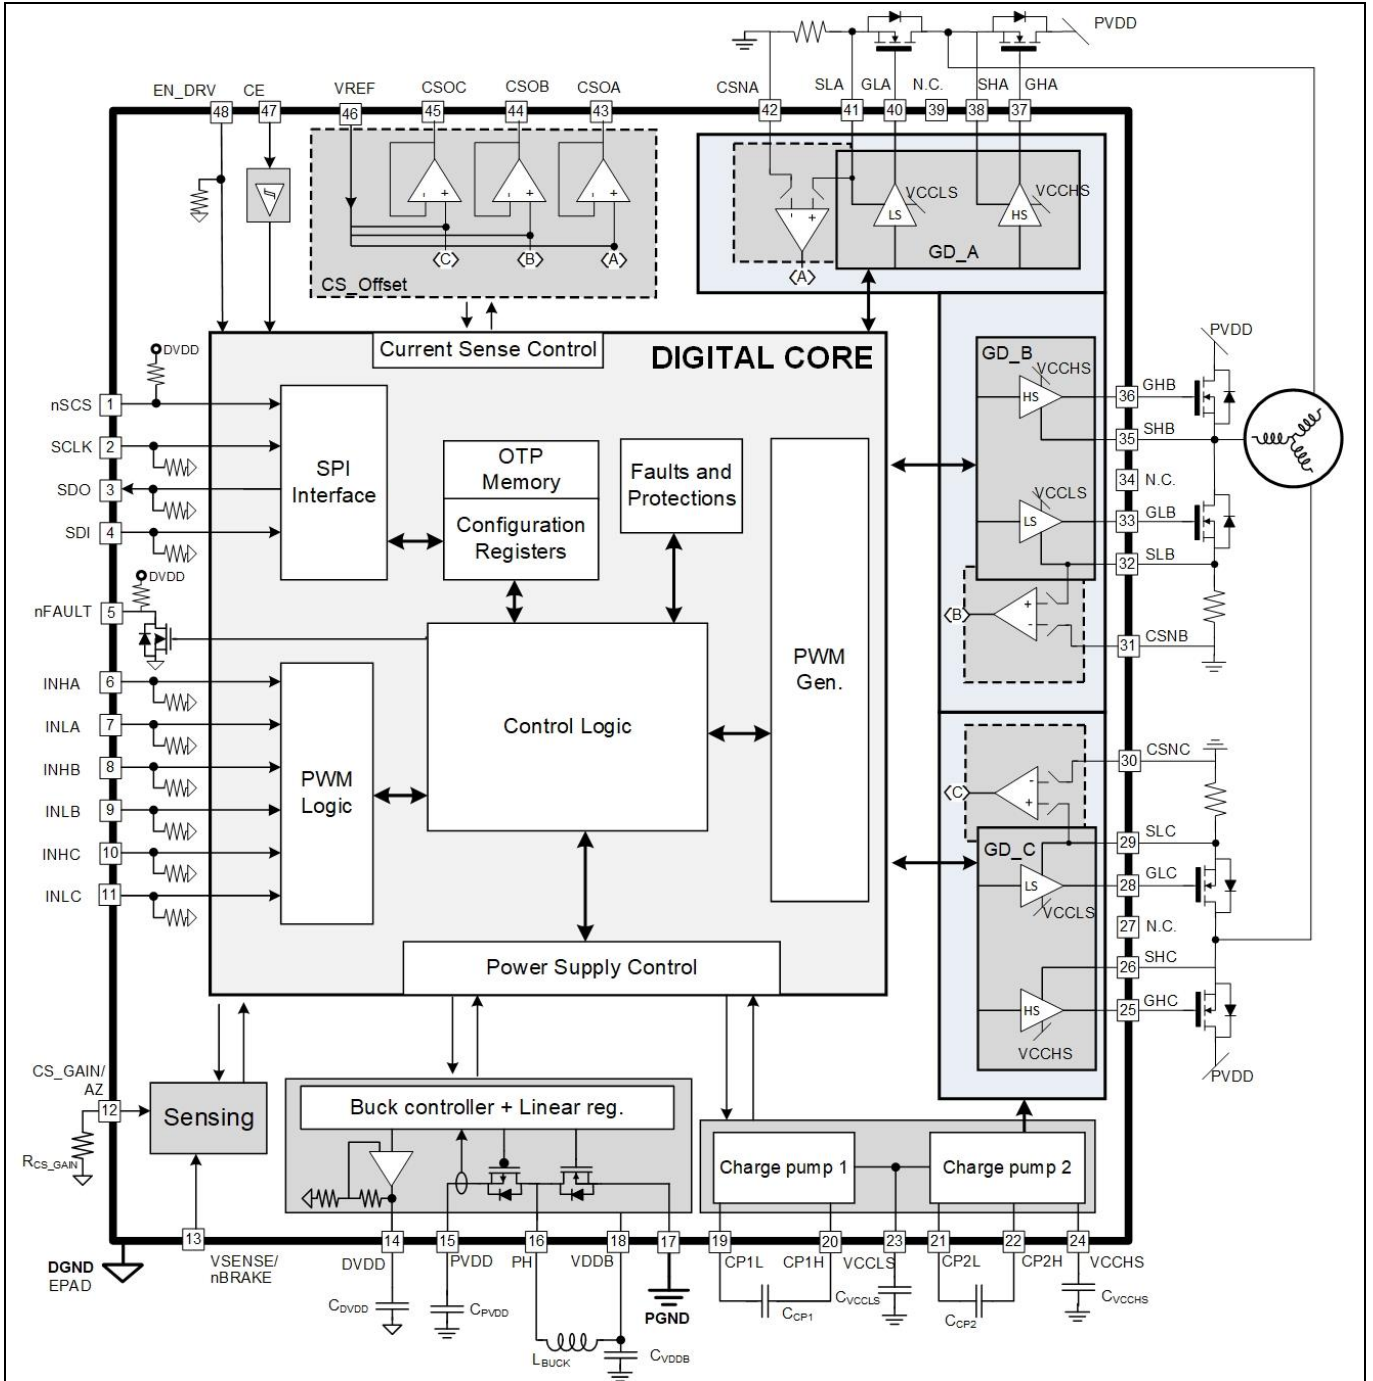 PVDD
EN_DRV CE VREF CSOC CSOB CSOA CSNA SLA GLA N.C. SHA GHA
48 47 46 45 44 43 42 41 40 39 38 37
- + - + - +
- + LS VCCLS HS VCCHS
⟨C⟩ ⟨B⟩ ⟨A⟩
CS_Offset
⟨A⟩
GD_A
Current Sense Control
DIGITAL CORE
DVDD
nSCS 1
SCLK 2
SDO 3
SDI 4
DVDD
nFAULT 5
INHA 6
INLA 7
INHB 8
INLB 9
INHC 10
INLC 11
SPI
Interface
OTP
Memory
Configuration
Registers
Faults and
Protections
PWM
Logic
Control Logic
PWM
Gen.
Power Supply Control
GD_B
VCCHS
HS
VCCLS
LS
⟨B⟩
+
-
PVDD
36 GHB
35 SHB
34 N.C.
33 GLB
32 SLB
31 CSNB
⟨C⟩
-
+
GD_C
LS
VCCLS
HS
VCCHS
30 CSNC
29 SLC
28 GLC
27 N.C.
26 SHC
25 GHC
PVDD
CS_GAIN/
AZ
12
RCS_GAIN
Sensing
Buck controller + Linear reg.
Charge pump 1
Charge pump 2
13 14 15 16 18 17 19 20 23 21 22 24
DGND
EPAD
VSENSE/
nBRAKE
DVDD PVDD PH VDDB CP1L CP1H VCCLS CP2L CP2H VCCHS
CDVDD
CPVDD
PGND
CCP1
CVCCLS
CCP2
CVCCHS
LBUCK
CVDDB